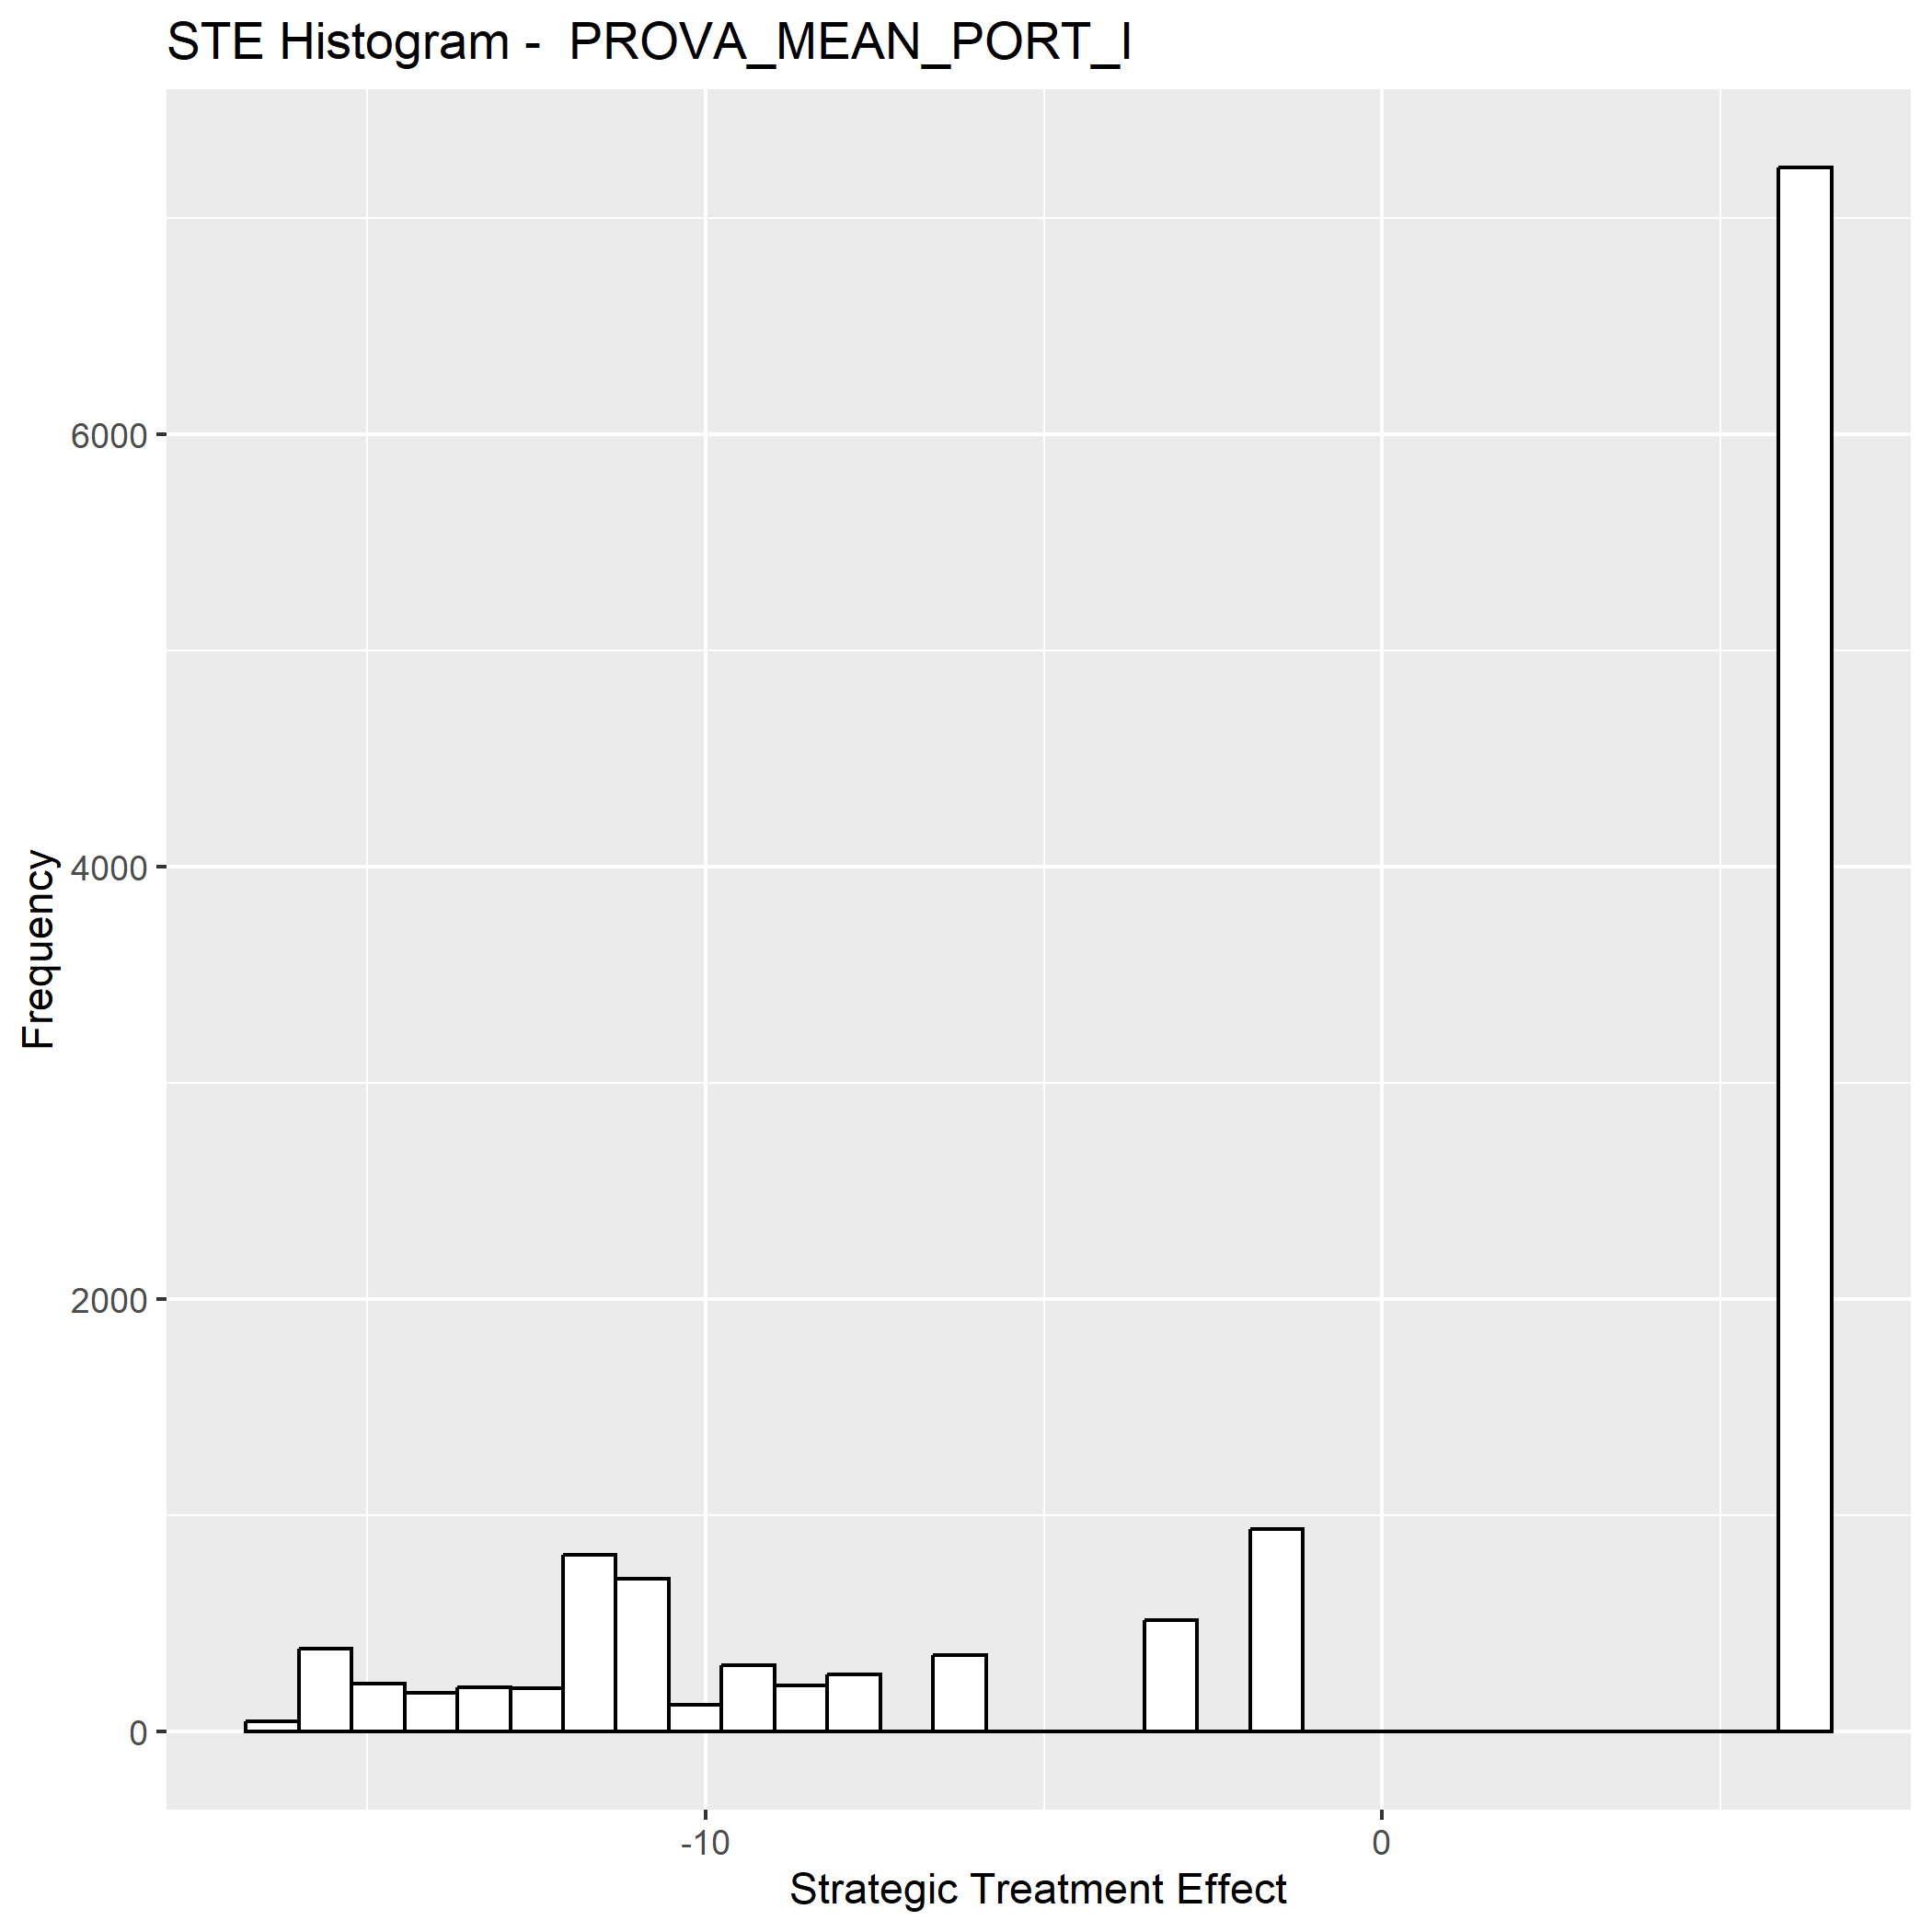 STE Histogram -  PROVA_MEAN_PORT_I
6000
4000
2000
0
Frequency
-10
0
Strategic Treatment Effect